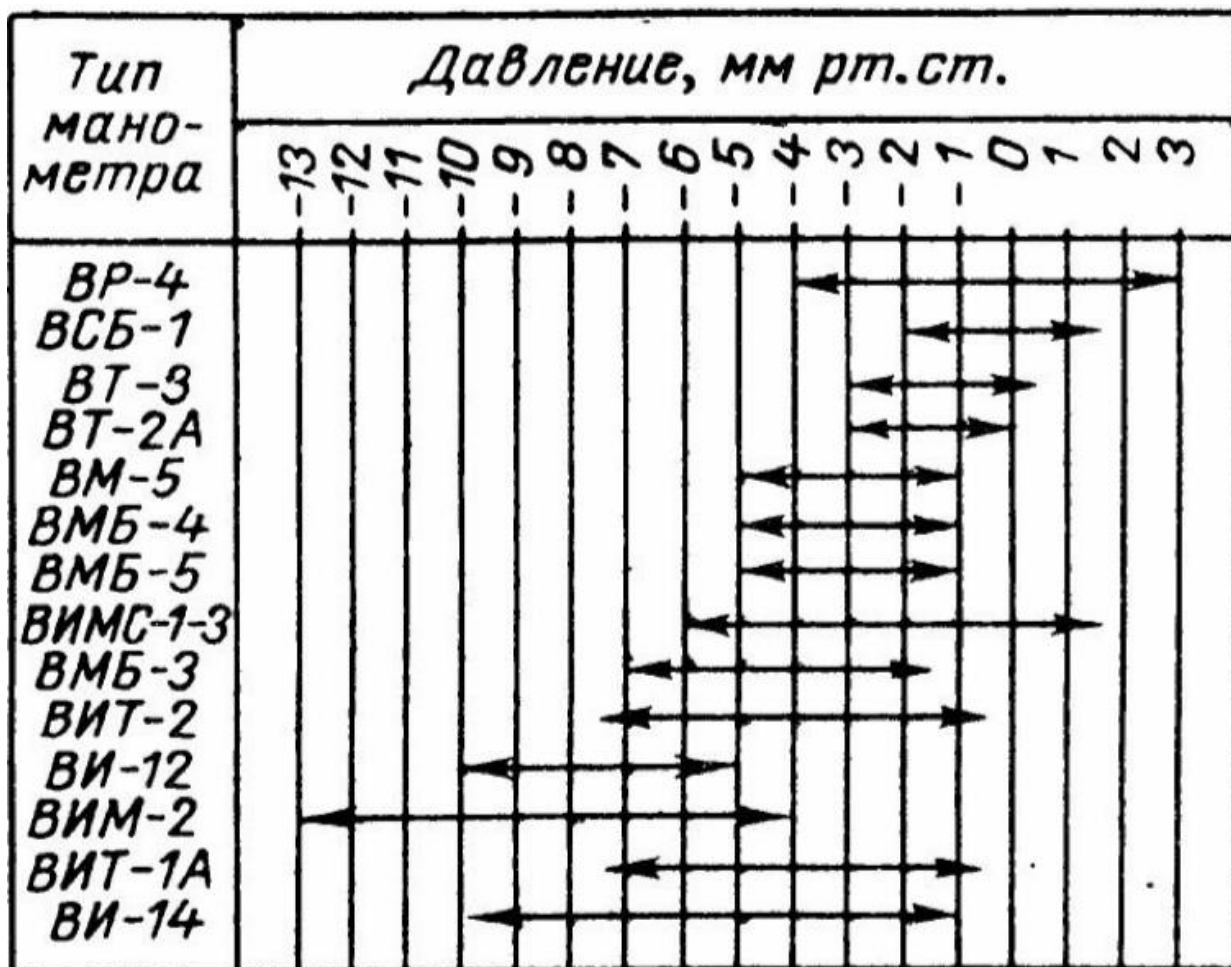 Тип
мано-
метра
Давление, мм рт.ст.
-13 -12 -11 -10 -9 -8 -7 -6 -5 -4 -3 -2 -1 0 1 2 3
ВР-4
ВСБ-1
ВТ-3
ВТ-2А
ВМ-5
ВМБ-4
ВМБ-5
ВИМС-1-3
ВМБ-3
ВИТ-2
ВИ-12
ВИМ-2
ВИТ-1А
ВИ-14